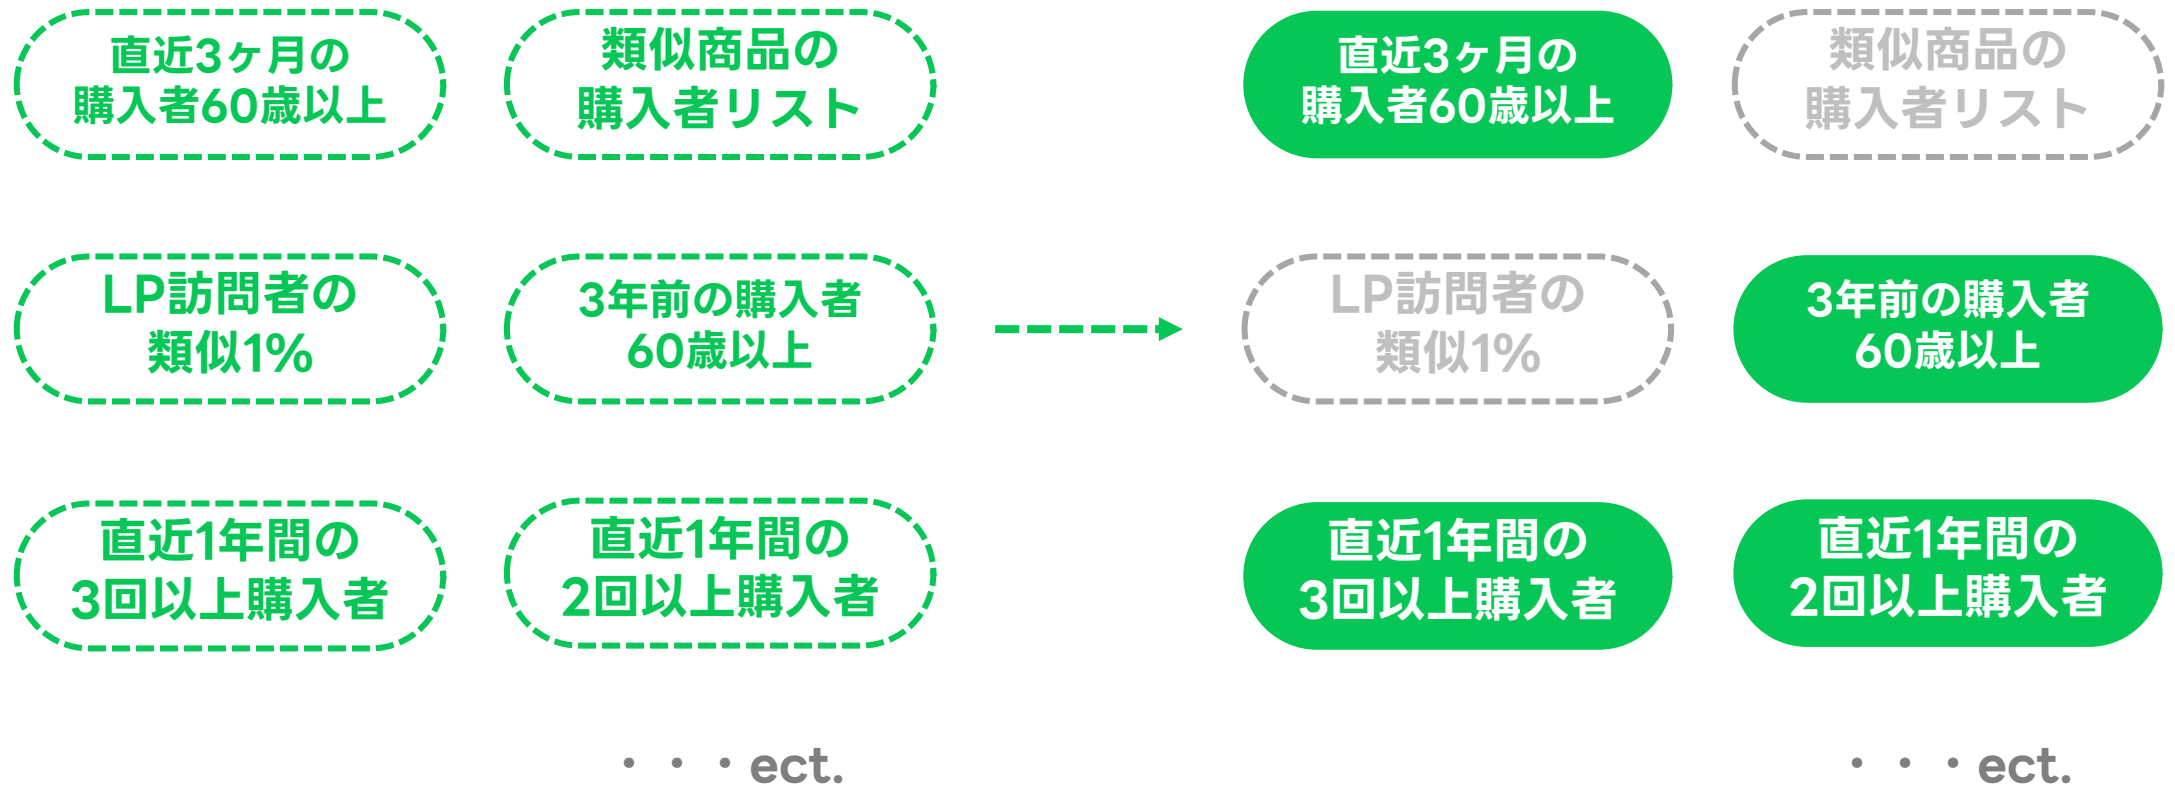 直近3ヶ月の
購入者60歳以上
類似商品の
購入者リスト
LP訪問者の
類似1%
3年前の購入者
60歳以上
直近1年間の
3回以上購入者
直近1年間の
2回以上購入者
・・・ect.
直近3ヶ月の
購入者60歳以上
類似商品の
購入者リスト
LP訪問者の
類似1%
3年前の購入者
60歳以上
直近1年間の
3回以上購入者
直近1年間の
2回以上購入者
・・・ect.